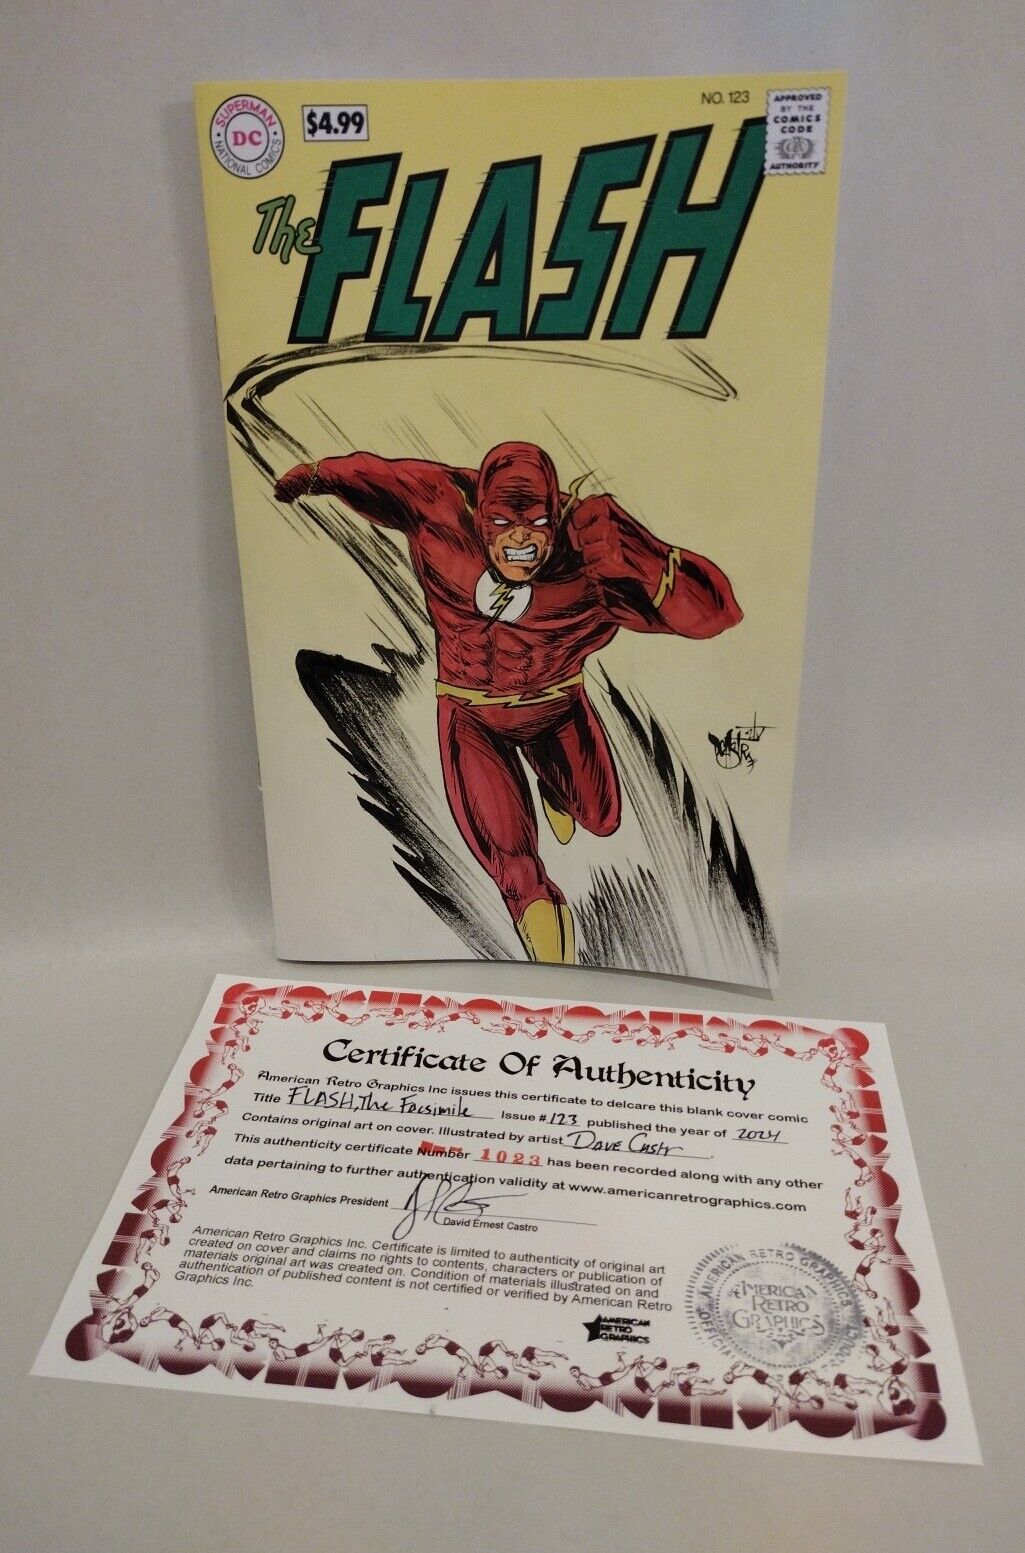 SUPERMAN
DC
NATIONAL COMICS
$4.99
NO. 123
APPROVED
BY THE
COMICS
CODE
CA
AUTHORITY
The FLASH
Certificate Of Authenticity
American Retro Graphics Inc issues this certificate to delcare this blank cover comic
Title FLASH, The Facsimile Issue # 123 published the year of 2024
Contains original art on cover. Illustrated by artist Dave Castr.
This authenticity certificate Number 1023 has been recorded along with any other
data pertaining to further authentication validity at www.americanretrographics.com
American Retro Graphics President
David Ernest Castro
American Retro Graphics Inc. Certificate is limited to authenticity of original art
created on cover and claims no rights to contents, characters or publication of
materials original art was created on. Condition of materials illustrated on and
authentication of published content is not certified or verified by American Retro
Graphics Inc.
AMERICAN
RETRO
GRAPHICS
AMERICAN RETRO GRAPHICS
AMERICAN
RETRO
GRAPHICS
OFFICIAL PRODUCT